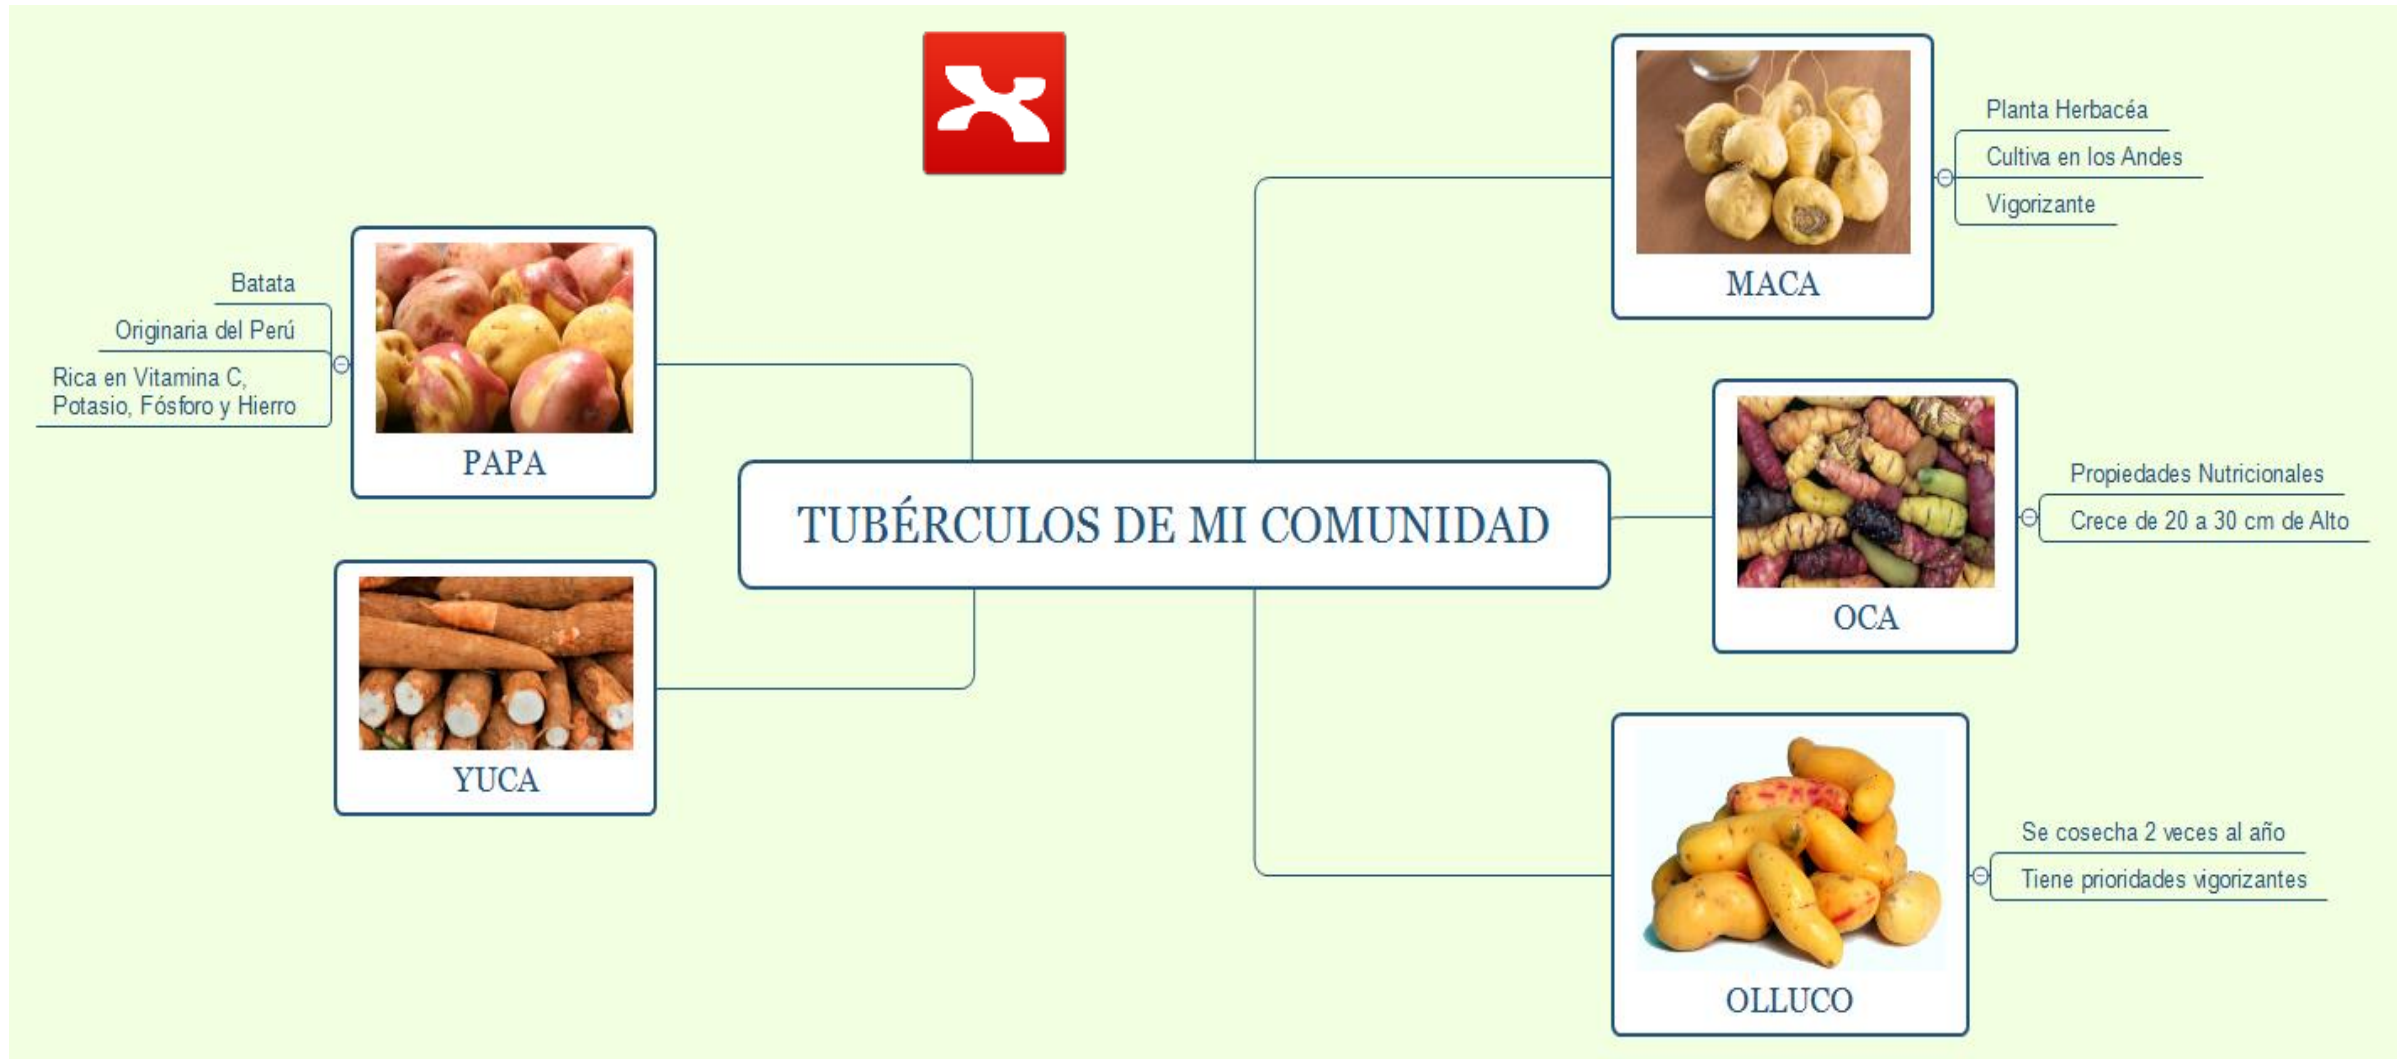 TUBÉRCULOS DE MI COMUNIDAD
MACA
Planta Herbacéa
Cultiva en los Andes
Vigorizante
OCA
Propiedades Nutricionales
Crece de 20 a 30 cm de Alto
OLLUCO
Se cosecha 2 veces al año
Tiene prioridades vigorizantes
PAPA
Batata
Originaria del Perú
Rica en Vitamina C,
Potasio, Fósforo y Hierro
YUCA